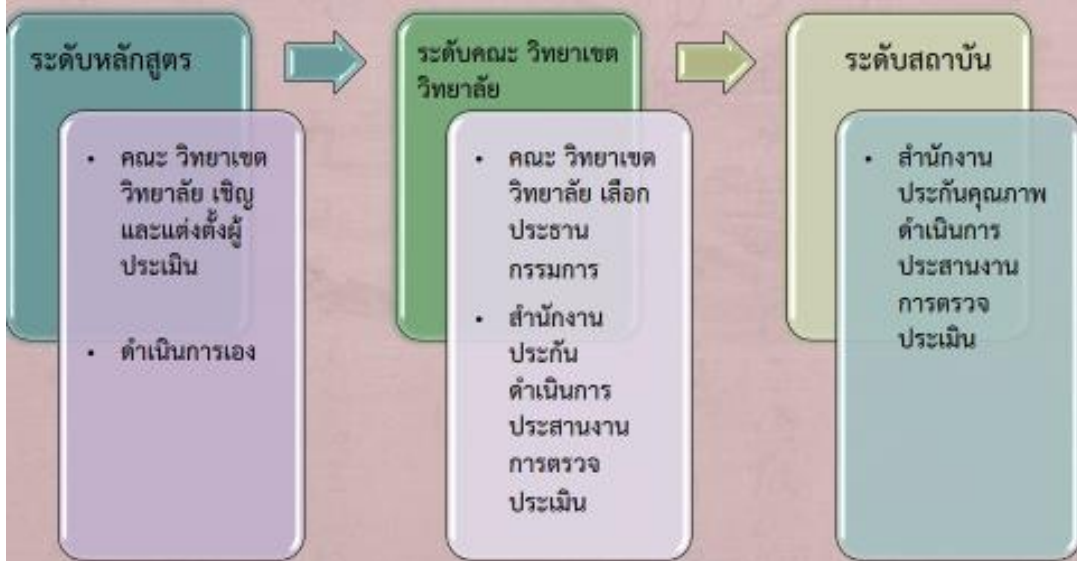 ระดับหลักสูตร
• คณะ วิทยาเขต
วิทยาลัย เชิญ
และแต่งตั้งผู้
ประเมิน
• ดำเนินการเอง
ระดับคณะ วิทยาเขต
วิทยาลัย
• คณะ วิทยาเขต
วิทยาลัย เลือก
ประธาน
กรรมการ
• สำนักงาน
ประกัน
ดำเนินการ
ประสานงาน
การตรวจ
ประเมิน
ระดับสถาบัน
• สำนักงาน
ประกันคุณภาพ
ดำเนินการ
ประสานงาน
การตรวจ
ประเมิน